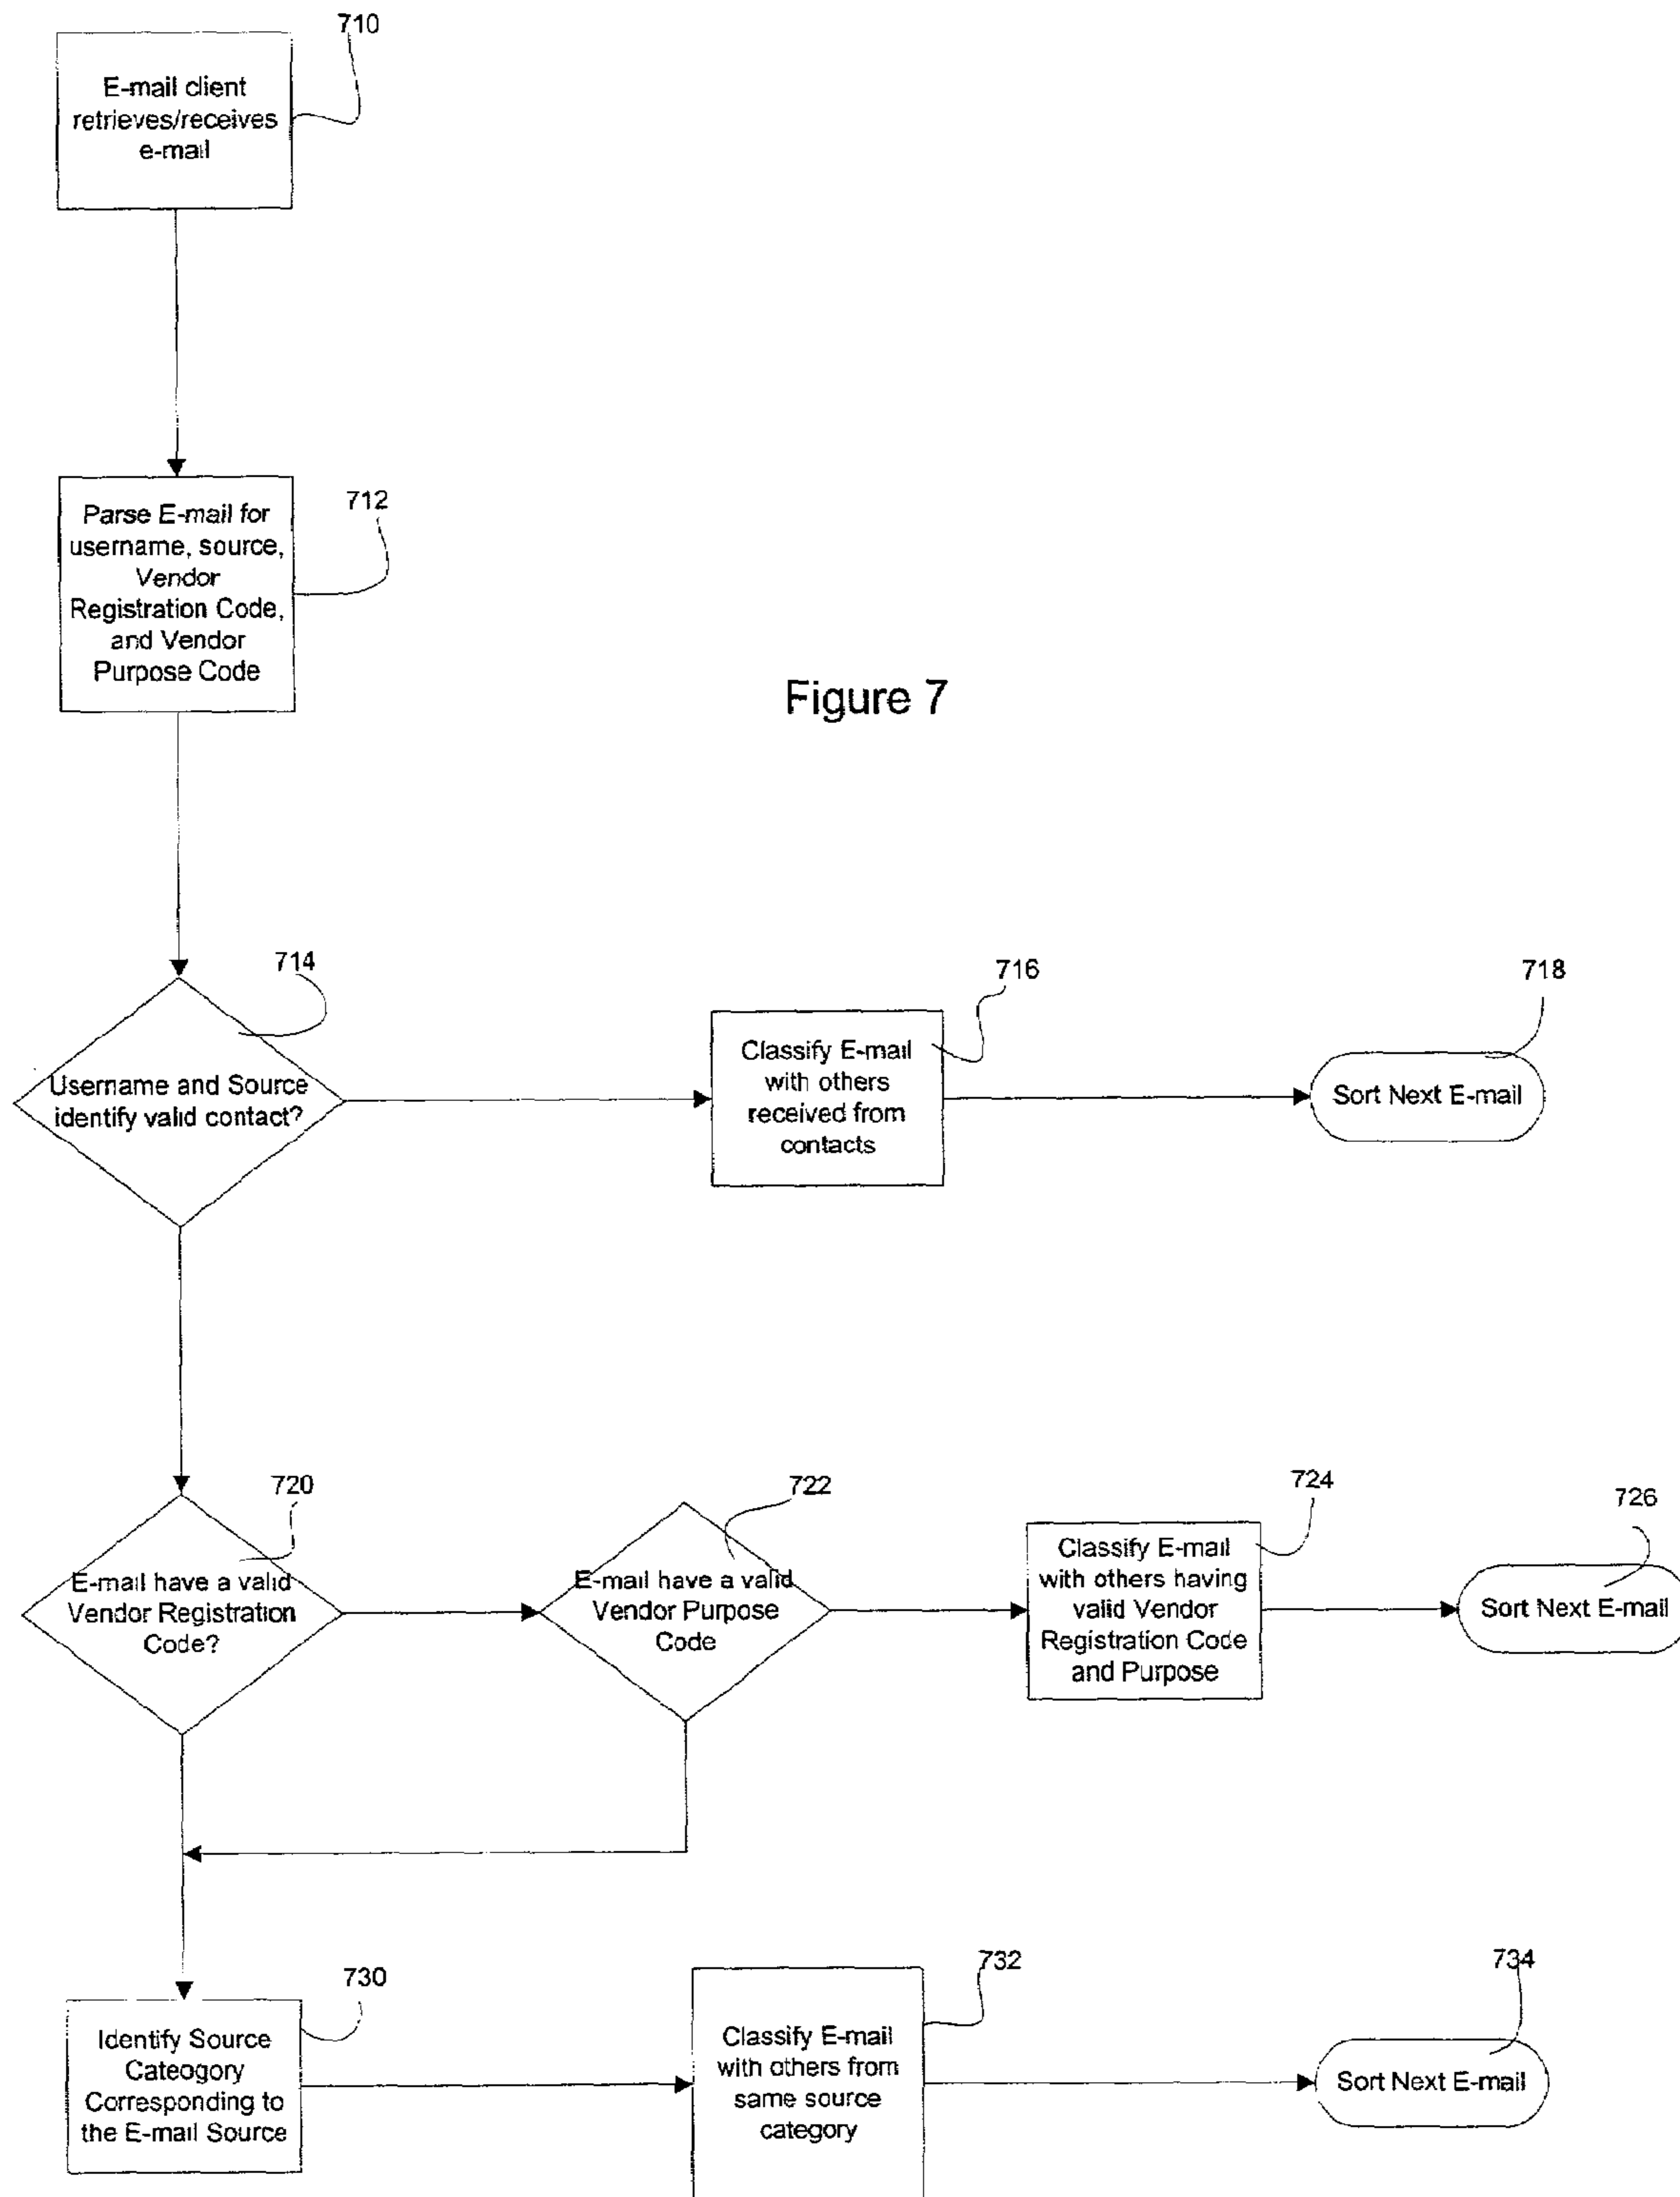 710
E-mail client
retrieves/receives
e-mail
712
Parse E-mail for
username, source,
Vendor
Registration Code,
and Vendor
Purpose Code
Figure 7
714
Username and Source
identify valid contact?
716
Classify E-mail
with others
received from
contacts
718
Sort Next E-mail
720
E-mail have a valid
Vendor Registration
Code?
722
E-mail have a valid
Vendor Purpose
Code
724
Classify E-mail
with others having
valid Vendor
Registration Code
and Purpose
726
Sort Next E-mail
730
Identify Source
Cateogory
Corresponding to
the E-mail Source
732
Classify E-mail
with others from
same source
category
734
Sort Next E-mail